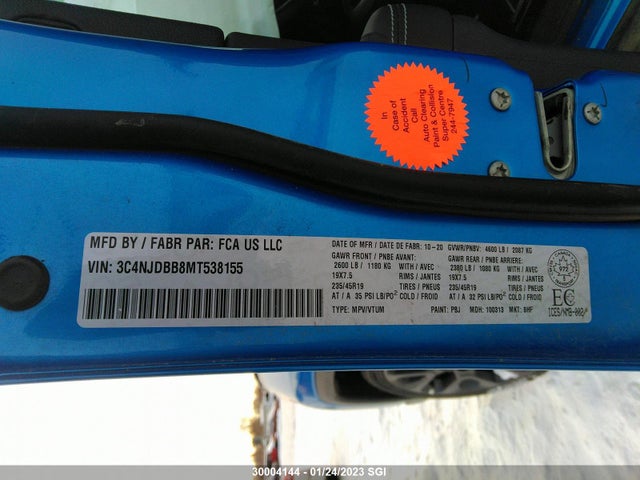 In
Case of
Accident
Call
Auto Clearing
Paint & Collision
Super Centre
244-7947
MFD BY / FABR PAR: FCA US LLC
VIN: 3C4NJDBB8MT538155
DATE OF MFR / DATE DE FABR: 10-20 GVWR/PNBV: 4600 LB / 2087 KG
GAWR FRONT / PNBE AVANT: GAWR REAR / PNBE ARRIERE:
2600 LB / 1180 KG WITH / AVEC 2380 LB / 1080 KG WITH / AVEC
19X7.5 RIMS / JANTES 19X7.5 RIMS / JANTES
235/45R19 TIRES / PNEUS 235/45R19 TIRES / PNEUS
AT / A 35 PSI LB/PO² COLD / FROID AT / A 32 PSI LB/PO² COLD / FROID
TYPE: MPV/VTUM PAINT: PBJ MDH: 100313 MKT: BHF
972
EC
ICES/NMB-002/*
30004144 - 01/24/2023 SGI